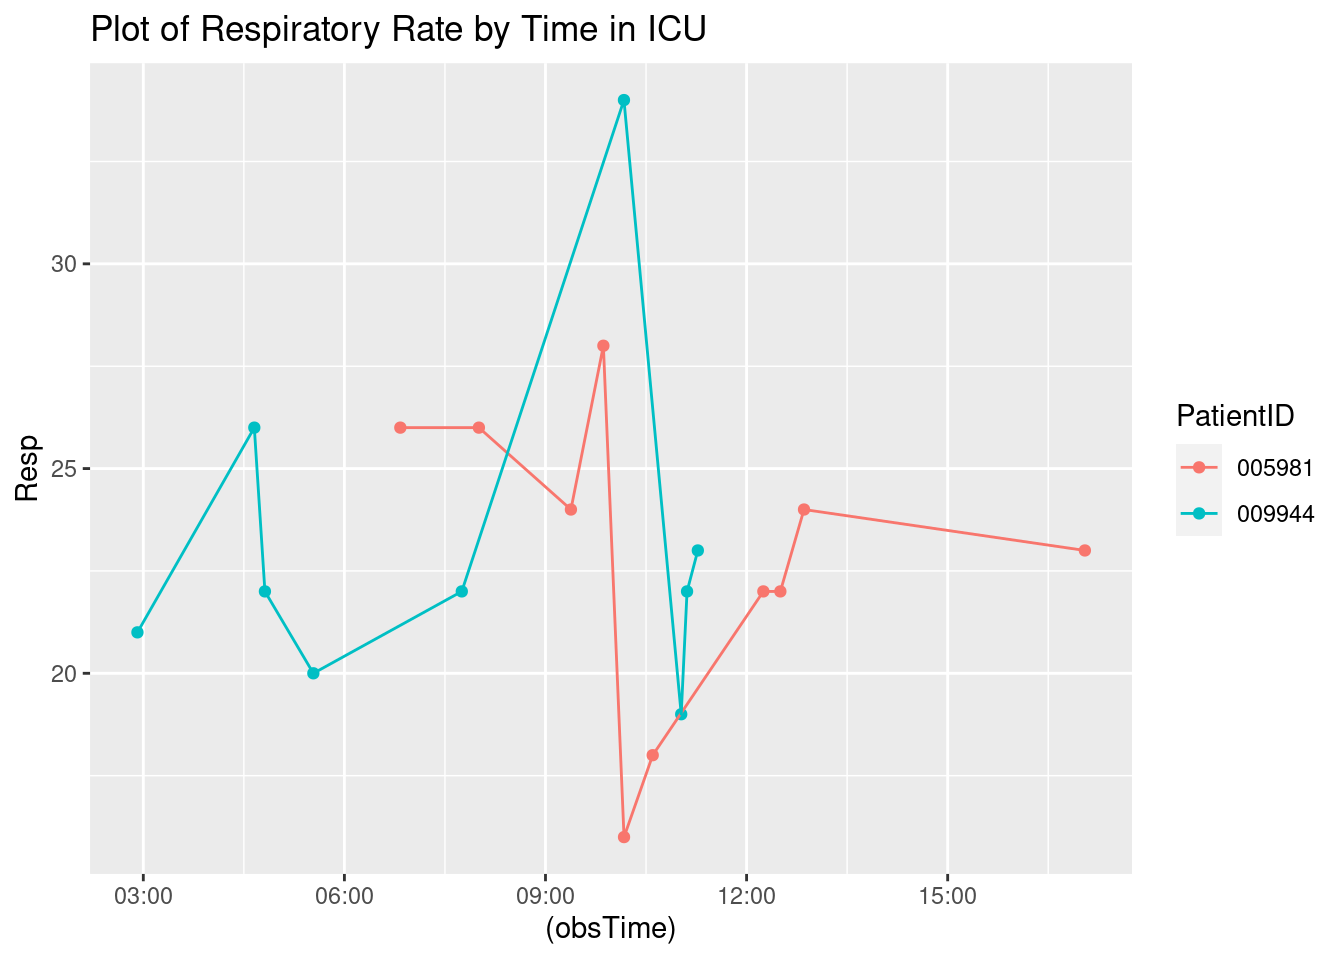 Plot of Respiratory Rate by Time in ICU
30
25
20
Resp
03:00 06:00 09:00 12:00 15:00
(obsTime)
PatientID
005981
009944